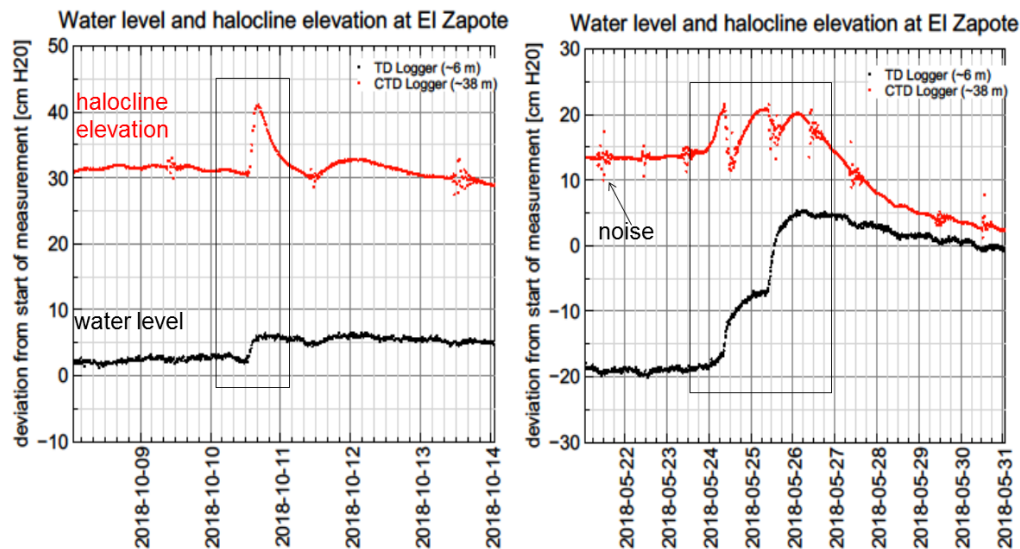 Water level and halocline elevation at El Zapote
deviation from start of measurement [cm H20]
50
40
30
20
10
0
−10
TD Logger (~6 m)
CTD Logger (~38 m)
halocline
elevation
water level
2018-10-09
2018-10-10
2018-10-11
2018-10-12
2018-10-13
2018-10-14
Water level and halocline elevation at El Zapote
deviation from start of measurement [cm H20]
30
20
10
0
−10
−20
−30
TD Logger (~6 m)
CTD Logger (~38 m)
noise
2018-05-22
2018-05-23
2018-05-24
2018-05-25
2018-05-26
2018-05-27
2018-05-28
2018-05-29
2018-05-30
2018-05-31